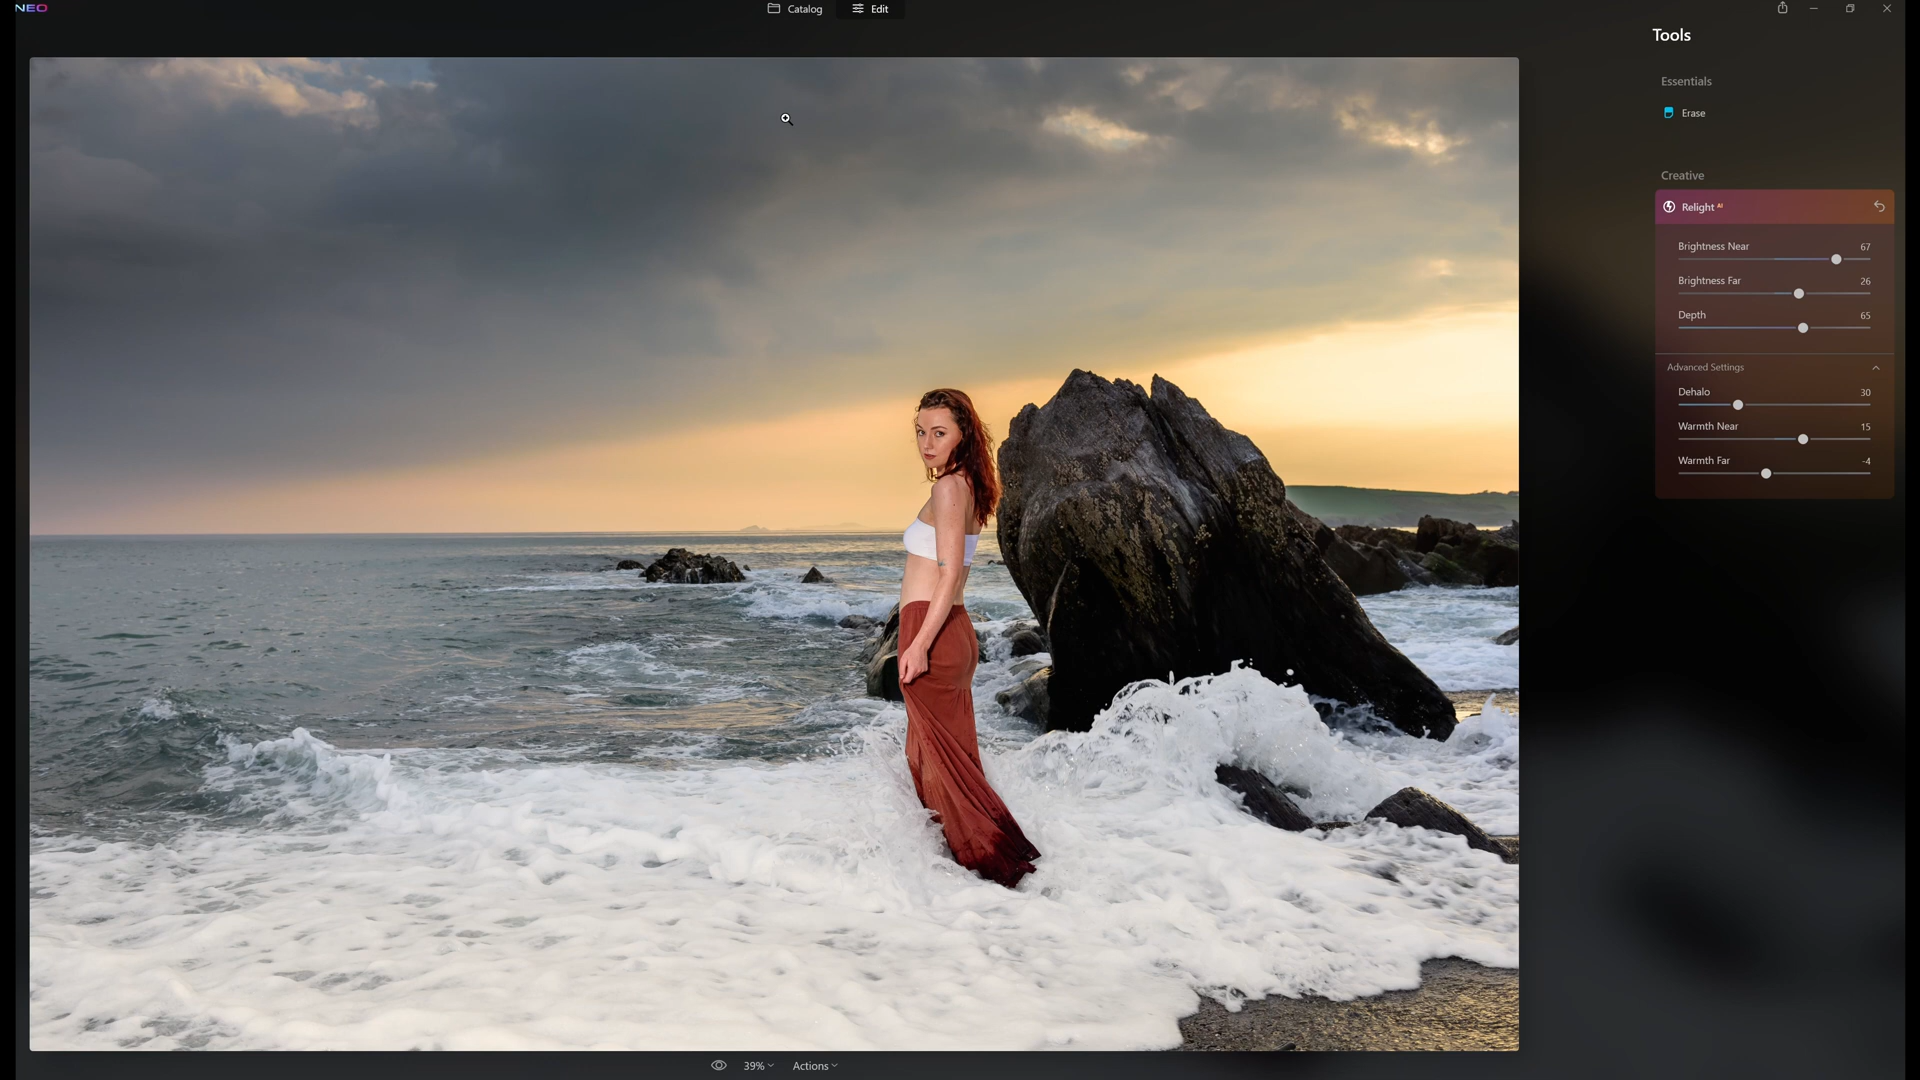 NEO
Catalog
Edit
Tools
Essentials
Erase
Creative
Relight AI
Brightness Near 67
Brightness Far 26
Depth 65
Advanced Settings
Dehalo 30
Warmth Near 15
Warmth Far -4
39%
Actions